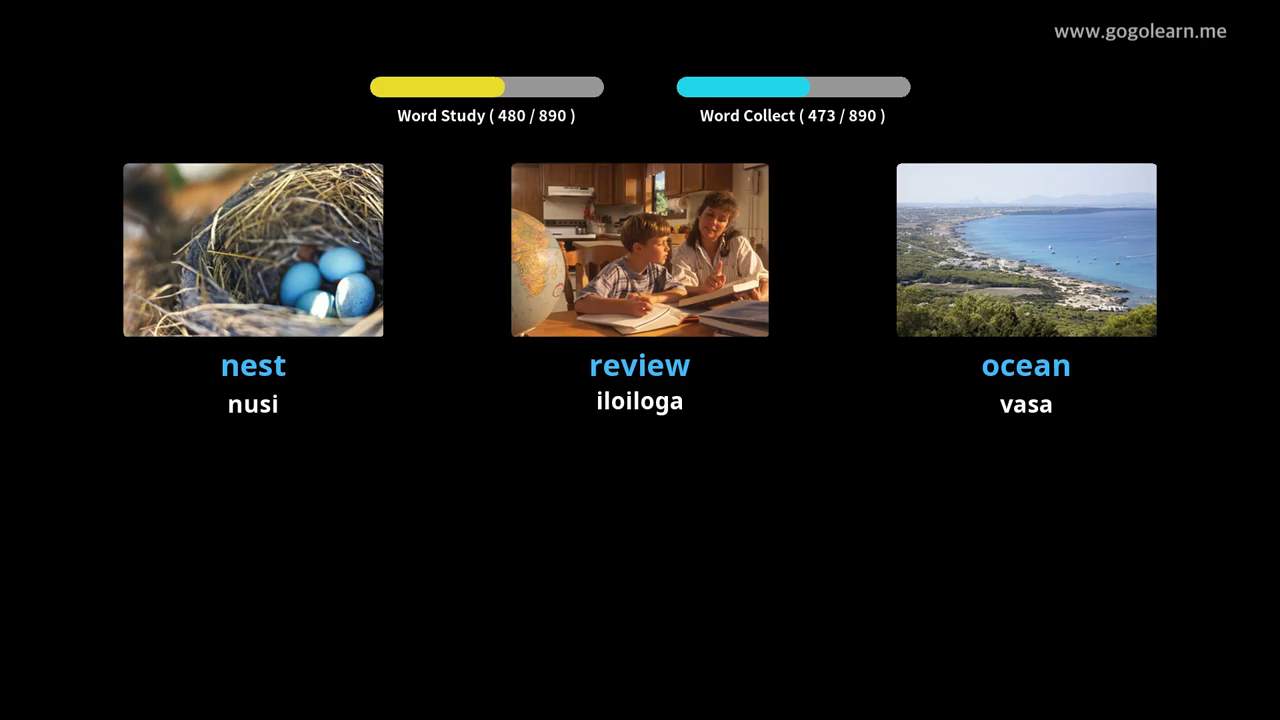 www.gogolearn.me
Word Study ( 480 / 890 )
Word Collect ( 473 / 890 )
nest
nusi
review
iloiloga
ocean
vasa